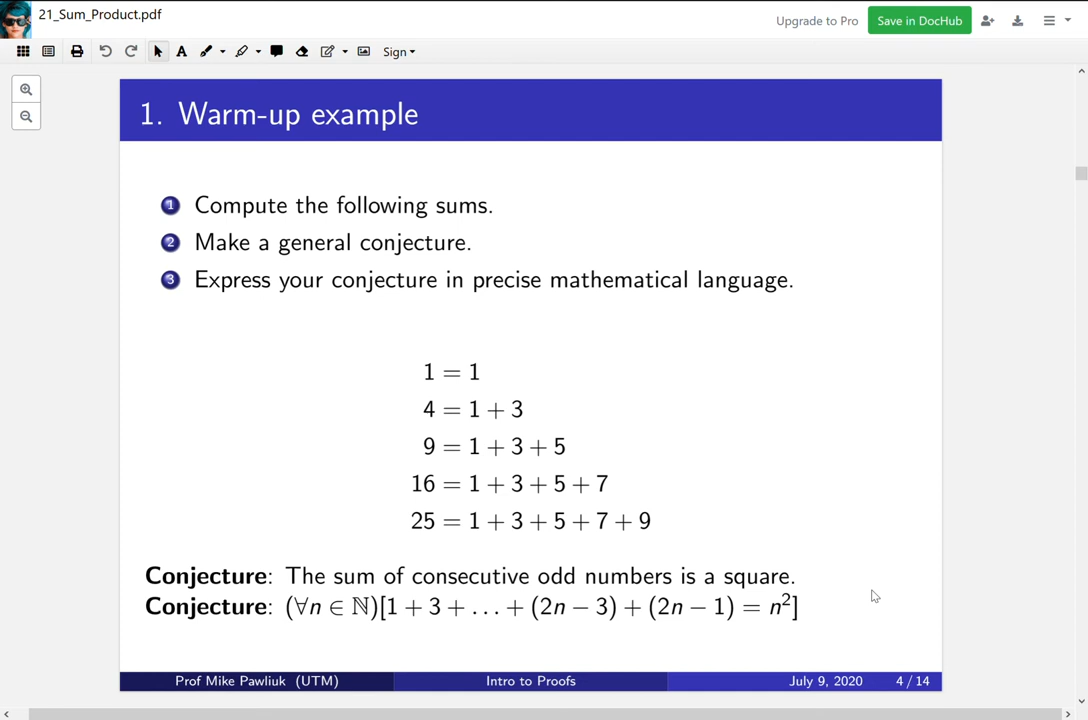 21_Sum_Product.pdf
Upgrade to Pro
Save in DocHub
Sign
1. Warm-up example
1 Compute the following sums.
2 Make a general conjecture.
3 Express your conjecture in precise mathematical language.
1 = 1
4 = 1 + 3
9 = 1 + 3 + 5
16 = 1 + 3 + 5 + 7
25 = 1 + 3 + 5 + 7 + 9
Conjecture: The sum of consecutive odd numbers is a square.
Conjecture: (∀n ∈ ℕ)[1 + 3 + … + (2n − 3) + (2n − 1) = n²]
Prof Mike Pawliuk (UTM) Intro to Proofs July 9, 2020 4 / 14